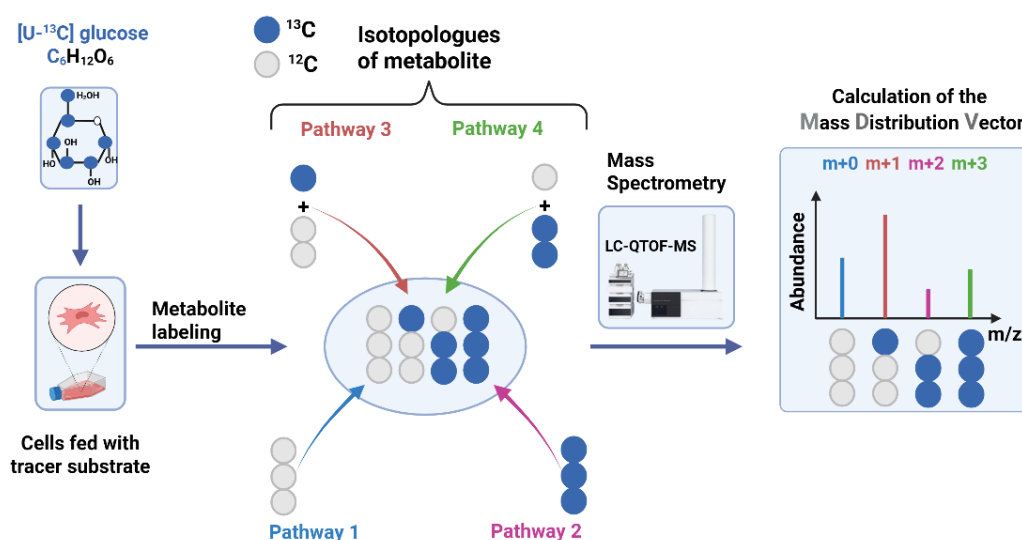 [U-¹³C] glucose
C₆H₁₂O₆
H₂OH
OH
HO
OH
OH
Cells fed with
tracer substrate
Metabolite
labeling
¹³C
¹²C
Isotopologues
of metabolite
Pathway 3
Pathway 4
+
+
Pathway 1
Pathway 2
Mass
Spectrometry
LC-QTOF-MS
Calculation of the
Mass Distribution Vector
m+0 m+1 m+2 m+3
Abundance
m/z